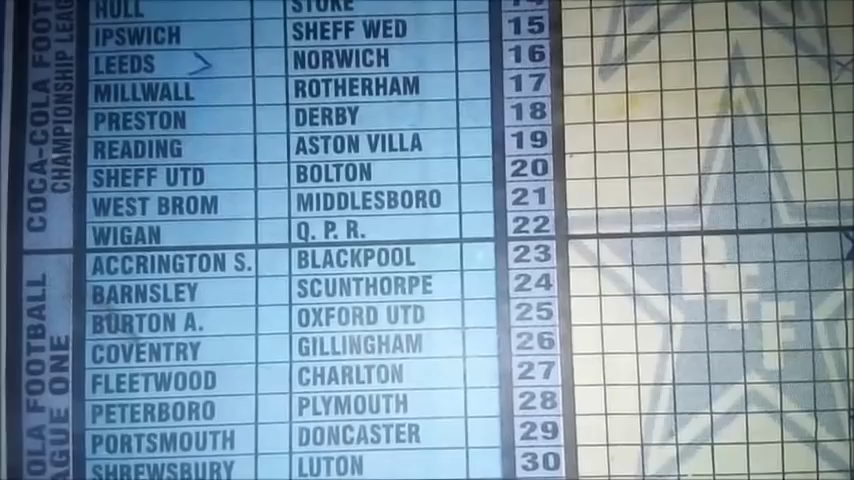 HULL STOKE 14
IPSWICH SHEFF WED 15
LEEDS > NORWICH 16
MILLWALL ROTHERHAM 17
PRESTON DERBY 18
READING ASTON VILLA 19
SHEFF UTD BOLTON 20
WEST BROM MIDDLESBORO 21
WIGAN Q. P. R. 22
ACCRINGTON S. BLACKPOOL 23
BARNSLEY SCUNTHORPE 24
BURTON A. OXFORD UTD 25
COVENTRY GILLINGHAM 26
FLEETWOOD CHARLTON 27
PETERBORO PLYMOUTH 28
PORTSMOUTH DONCASTER 29
SHREWSBURY LUTON 30
COCA-COLA FOOT
CHAMPIONSHIP LEAG
OLA FOOTBALL
AGUE ONE